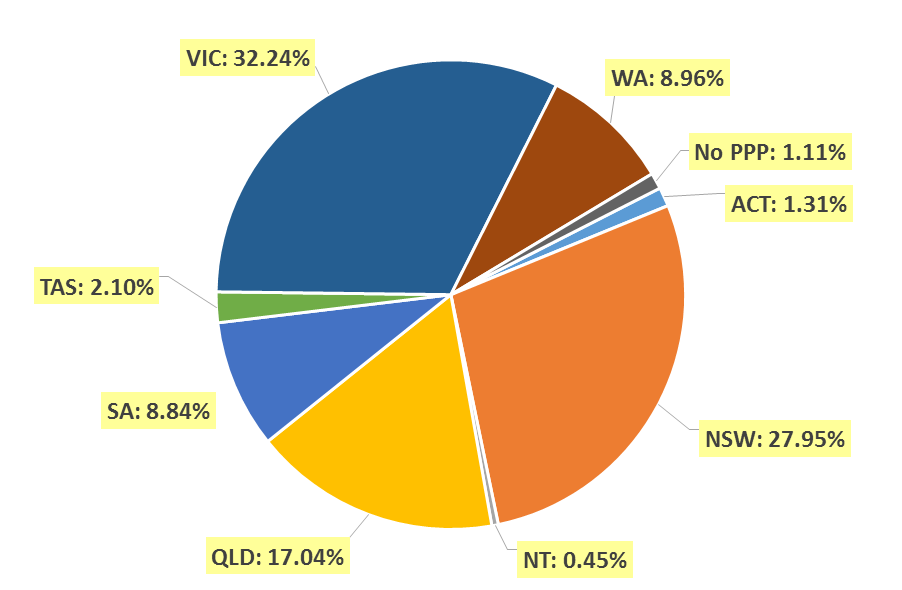 VIC: 32.24%
WA: 8.96%
No PPP: 1.11%
ACT: 1.31%
TAS: 2.10%
SA: 8.84%
NSW: 27.95%
QLD: 17.04%
NT: 0.45%